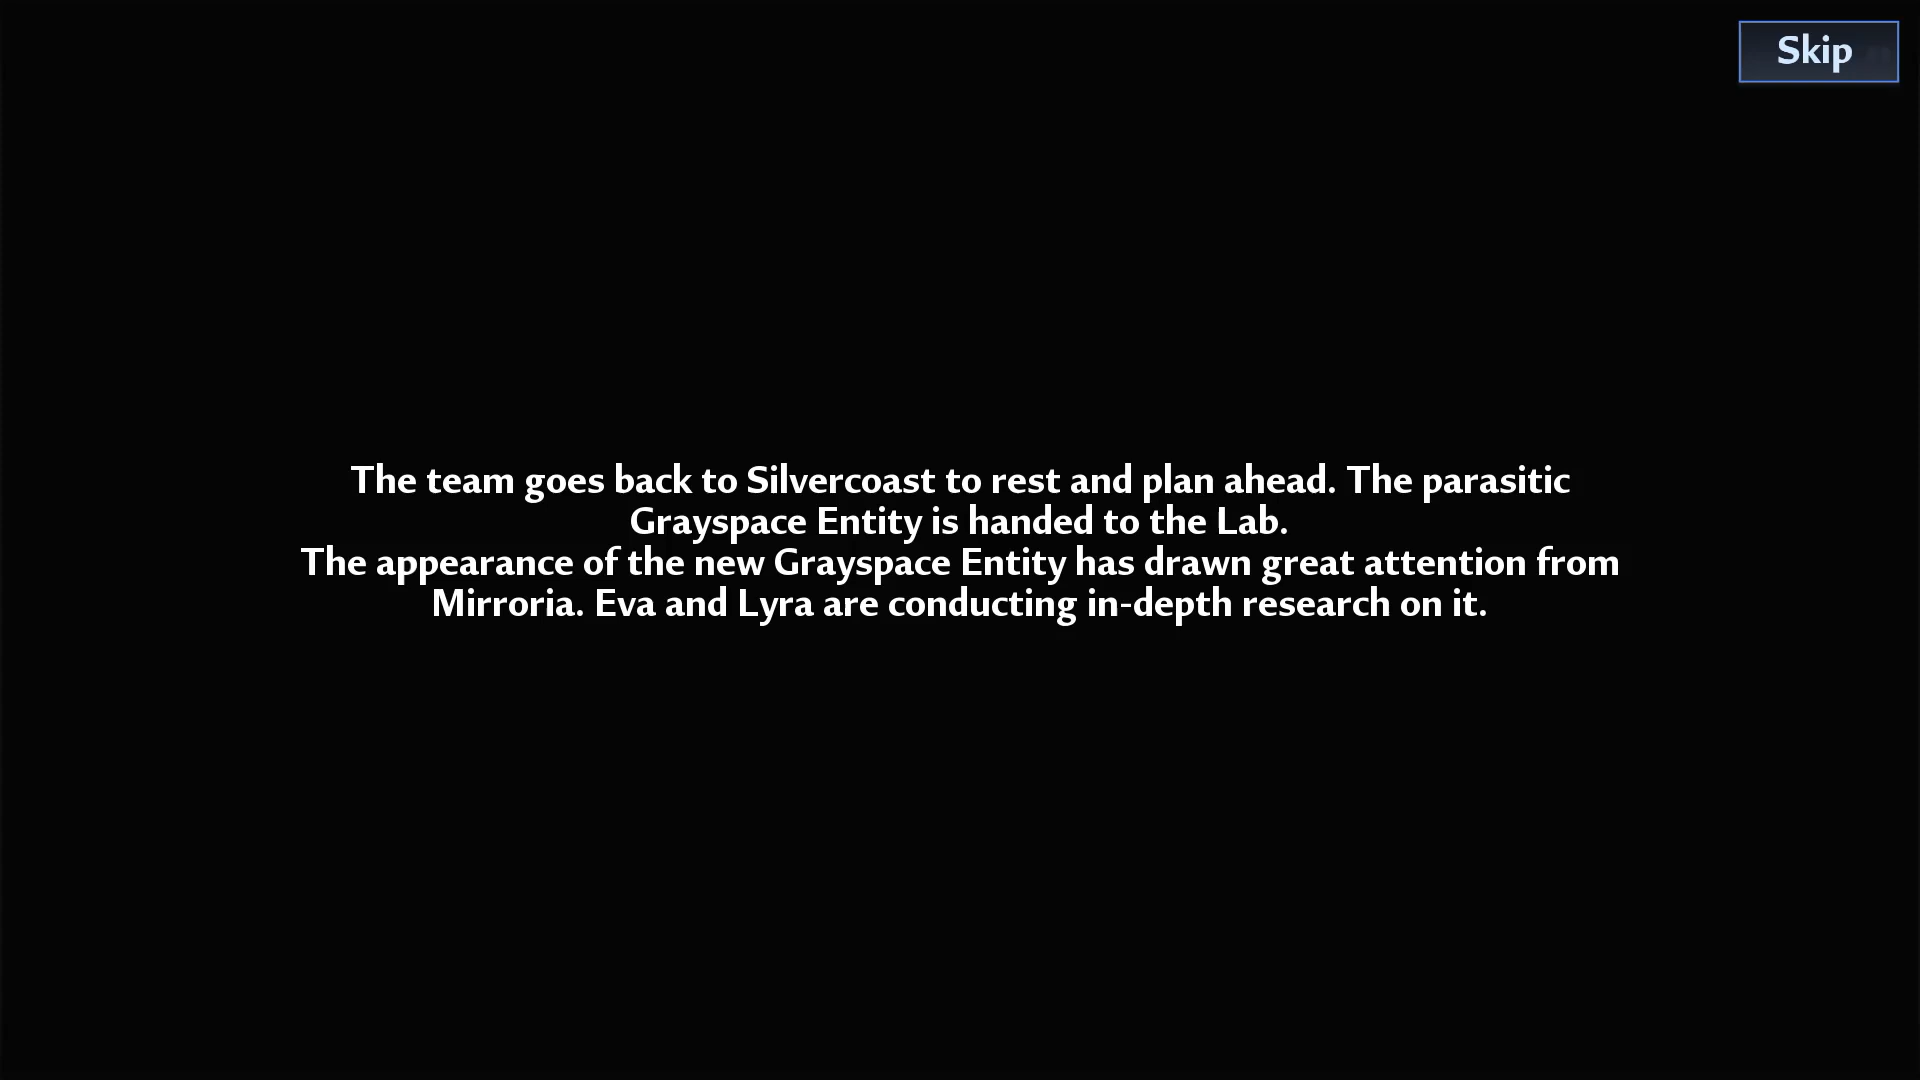 Skip
The team goes back to Silvercoast to rest and plan ahead. The parasitic
Grayspace Entity is handed to the Lab.
The appearance of the new Grayspace Entity has drawn great attention from
Mirroria. Eva and Lyra are conducting in-depth research on it.